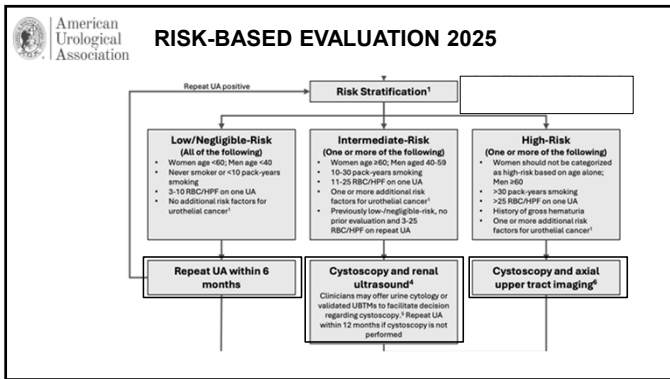 American
Urological
Association
RISK-BASED EVALUATION 2025
Repeat UA positive
Risk Stratification¹
Low/Negligible-Risk
(All of the following)
• Women age <60; Men age <40
• Never smoker or <10 pack-years
smoking
• 3-10 RBC/HPF on one UA
• No additional risk factors for
urothelial cancer¹
Repeat UA within 6
months
Intermediate-Risk
(One or more of the following)
• Women age ≥60; Men aged 40-59
• 10-30 pack-years smoking
• 11-25 RBC/HPF on one UA
• One or more additional risk
factors for urothelial cancer¹
• Previously low-/negligible-risk, no
prior evaluation and 3-25
RBC/HPF on repeat UA
Cystoscopy and renal
ultrasound⁴
Clinicians may offer urine cytology or
validated UBTMs to facilitate decision
regarding cystoscopy.⁵ Repeat UA
within 12 months if cystoscopy is not
performed
High-Risk
(One or more of the following)
• Women should not be categorized
as high-risk based on age alone;
Men ≥60
• >30 pack-years smoking
• >25 RBC/HPF on one UA
• History of gross hematuria
• One or more additional risk
factors for urothelial cancer¹
Cystoscopy and axial
upper tract imaging⁶